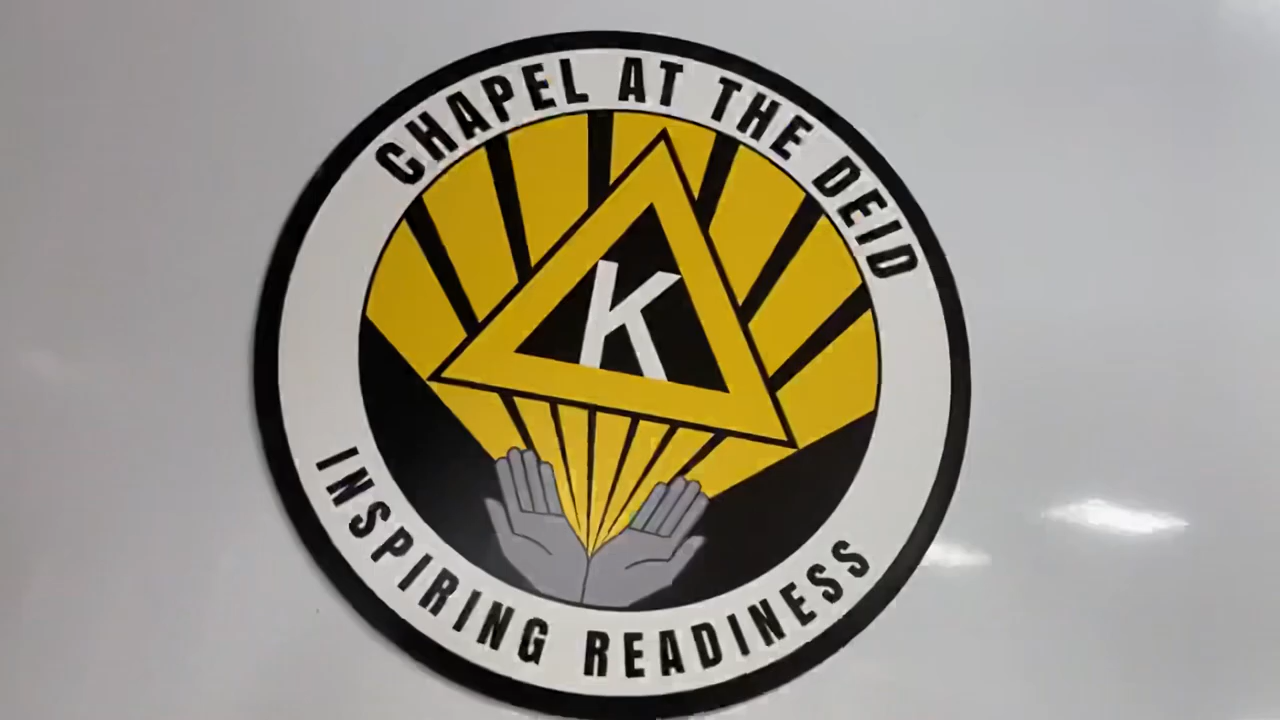 CHAPEL AT THE DEID
K
INSPIRING READINESS